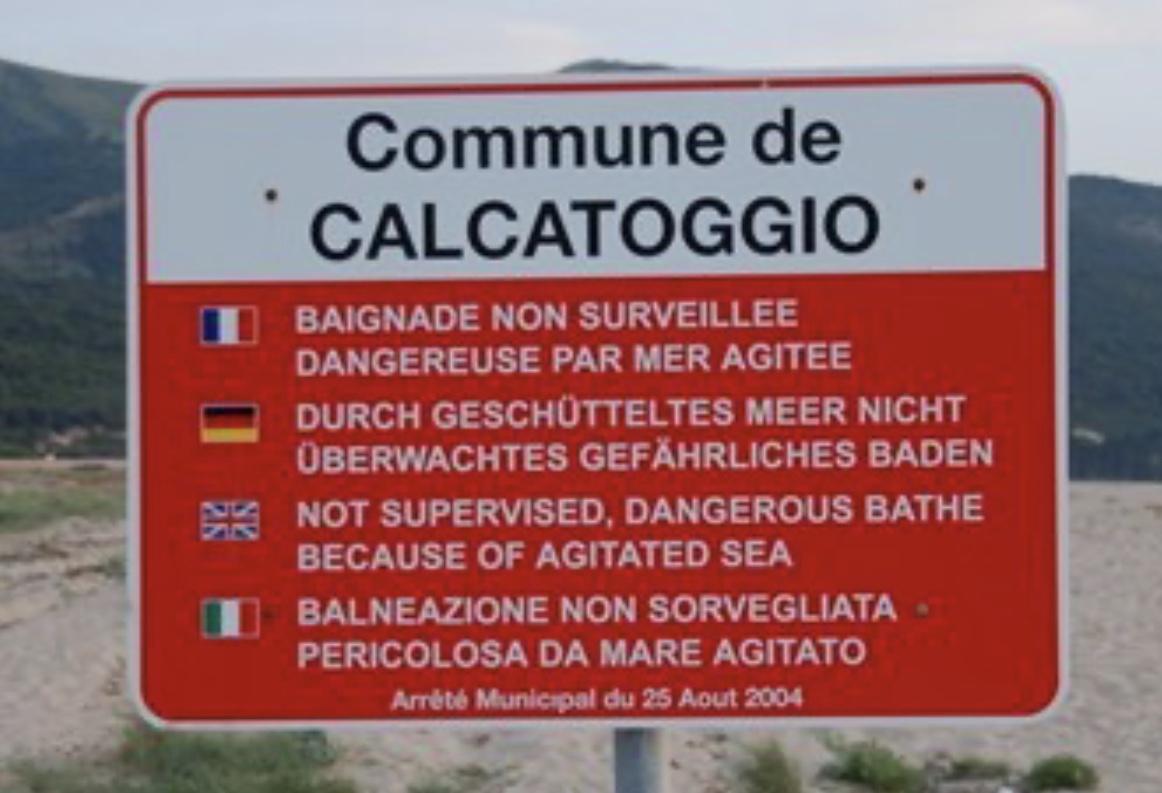 Commune de
CALCATOGGIO
BAIGNADE NON SURVEILLEE
DANGEREUSE PAR MER AGITEE
DURCH GESCHÜTTELTES MEER NICHT
ÜBERWACHTES GEFÄHRLICHES BADEN
NOT SUPERVISED, DANGEROUS BATHE
BECAUSE OF AGITATED SEA
BALNEAZIONE NON SORVEGLIATA
PERICOLOSA DA MARE AGITATO
Arrêté Municipal du 25 Aout 2004